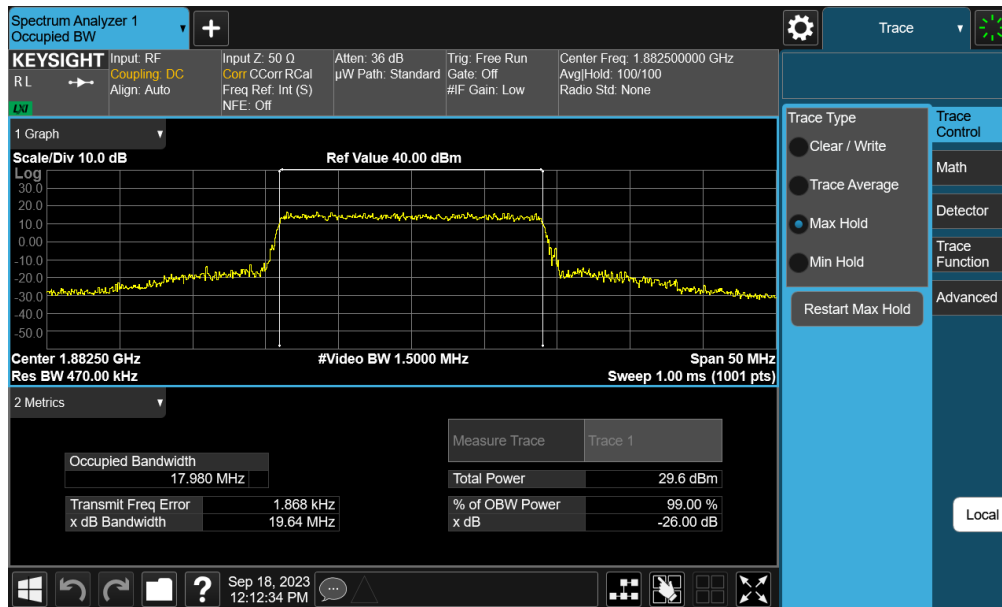 Spectrum Analyzer 1
Occupied BW
Trace
KEYSIGHT
R L
LXI
Input: RF
Coupling: DC
Align: Auto
Input Z: 50 Ω
Corr CCorr RCal
Freq Ref: Int (S)
NFE: Off
Atten: 36 dB
µW Path: Standard
Trig: Free Run
Gate: Off
#IF Gain: Low
Center Freq: 1.882500000 GHz
Avg|Hold: 100/100
Radio Std: None
1 Graph
Scale/Div 10.0 dB
Ref Value 40.00 dBm
Log
30.0
20.0
10.0
0.00
-10.0
-20.0
-30.0
-40.0
-50.0
Center 1.88250 GHz
#Video BW 1.5000 MHz
Span 50 MHz
Res BW 470.00 kHz
Sweep 1.00 ms (1001 pts)
2 Metrics
Measure Trace
Trace 1
Occupied Bandwidth
17.980 MHz
Total Power
29.6 dBm
Transmit Freq Error
1.868 kHz
% of OBW Power
99.00 %
x dB Bandwidth
19.64 MHz
x dB
-26.00 dB
Trace Type
Clear / Write
Trace Average
Max Hold
Min Hold
Restart Max Hold
Trace
Control
Math
Detector
Trace
Function
Advanced
Local
?
Sep 18, 2023
12:12:34 PM